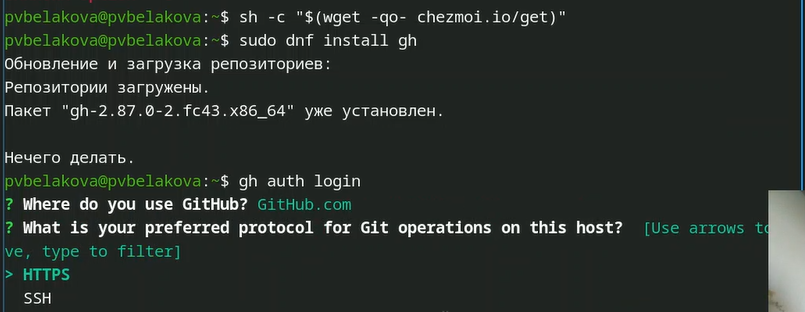 pvbelakova@pvbelakova:~$ sh -c "$(wget -qo- chezmoi.io/get)"
pvbelakova@pvbelakova:~$ sudo dnf install gh
Обновление и загрузка репозиториев:
Репозитории загружены.
Пакет "gh-2.87.0-2.fc43.x86_64" уже установлен.
Нечего делать.
pvbelakova@pvbelakova:~$ gh auth login
? Where do you use GitHub? GitHub.com
? What is your preferred protocol for Git operations on this host? [Use arrows to
ve, type to filter]
> HTTPS
SSH